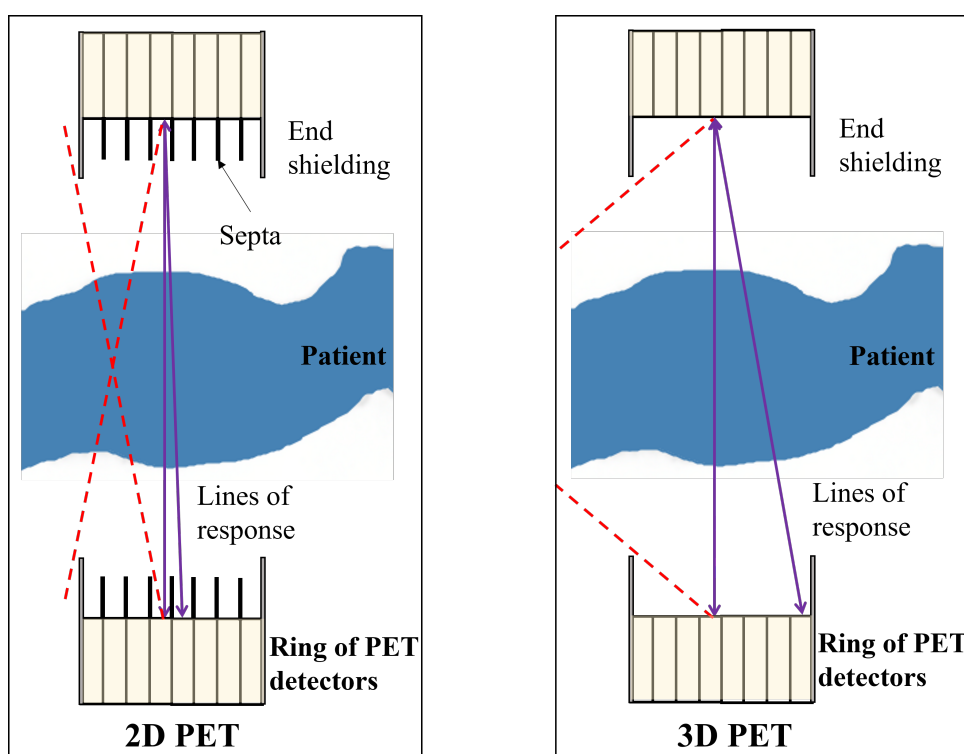 End
shielding
Septa
Patient
Lines of
response
Ring of PET
detectors
2D PET
End
shielding
Patient
Lines of
response
Ring of PET
detectors
3D PET